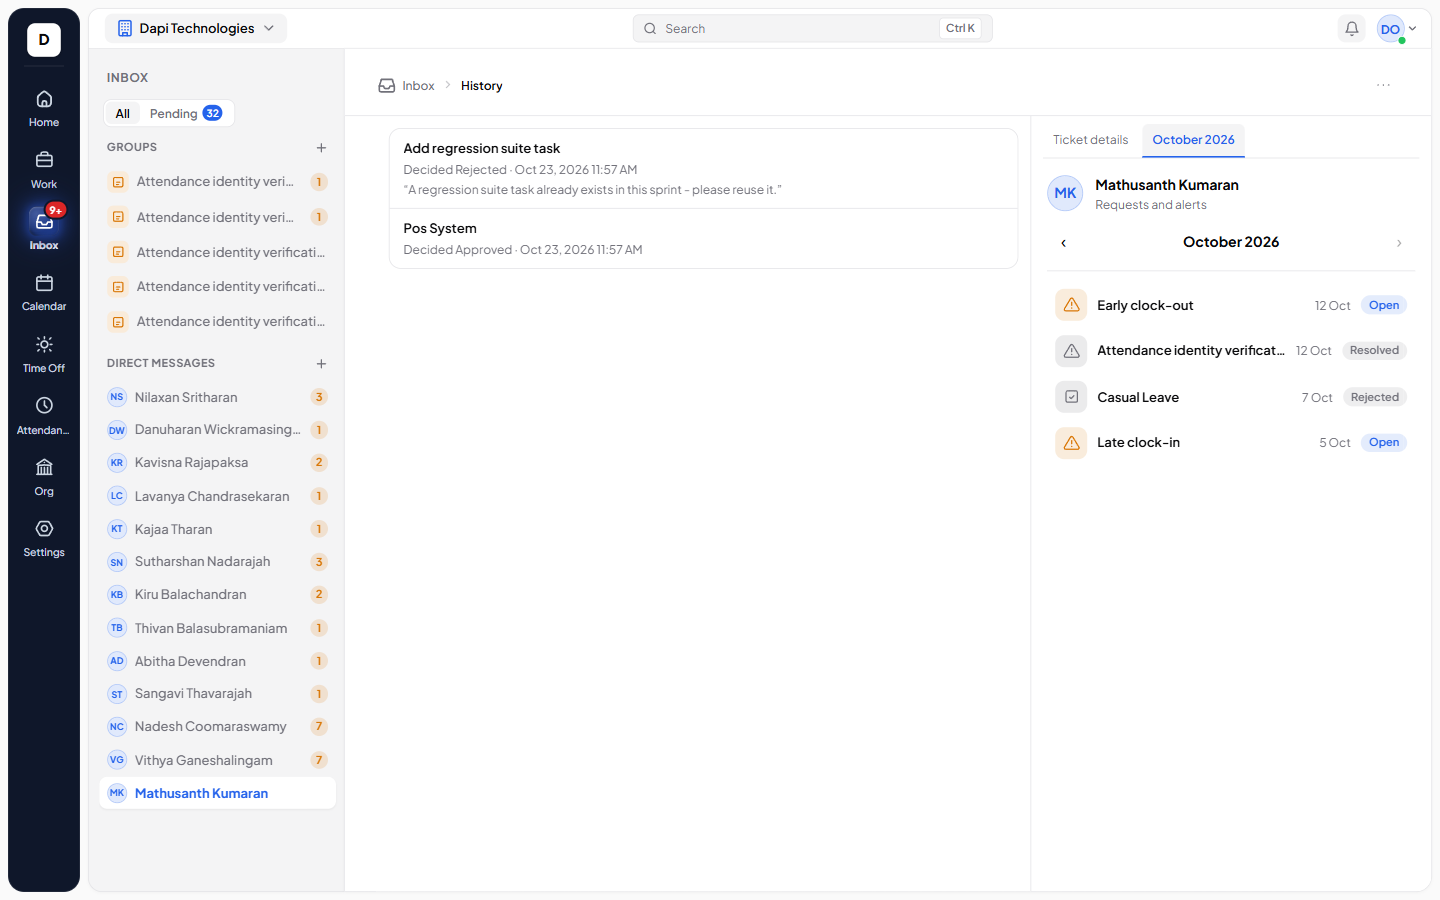 D
Home
Work
9+
Inbox
Calendar
Time Off
Attendan...
Org
Settings
Dapi Technologies
Search
Ctrl K
DO
INBOX
All
Pending 32
GROUPS
Attendance identity veri... 1
Attendance identity veri... 1
Attendance identity verificati...
Attendance identity verificati...
Attendance identity verificati...
DIRECT MESSAGES
NS Nilaxan Sritharan 3
DW Danuharan Wickramasing... 1
KR Kavisna Rajapaksa 2
LC Lavanya Chandrasekaran 1
KT Kajaa Tharan 1
SN Sutharshan Nadarajah 3
KB Kiru Balachandran 2
TB Thivan Balasubramaniam 1
AD Abitha Devendran 1
ST Sangavi Thavarajah 1
NC Nadesh Coomaraswamy 7
VG Vithya Ganeshalingam 7
MK Mathusanth Kumaran
Inbox > History
...
Add regression suite task
Decided Rejected · Oct 23, 2026 11:57 AM
“A regression suite task already exists in this sprint - please reuse it.”
Pos System
Decided Approved · Oct 23, 2026 11:57 AM
Ticket details
October 2026
MK
Mathusanth Kumaran
Requests and alerts
‹ October 2026 ›
Early clock-out 12 Oct Open
Attendance identity verificat... 12 Oct Resolved
Casual Leave 7 Oct Rejected
Late clock-in 5 Oct Open